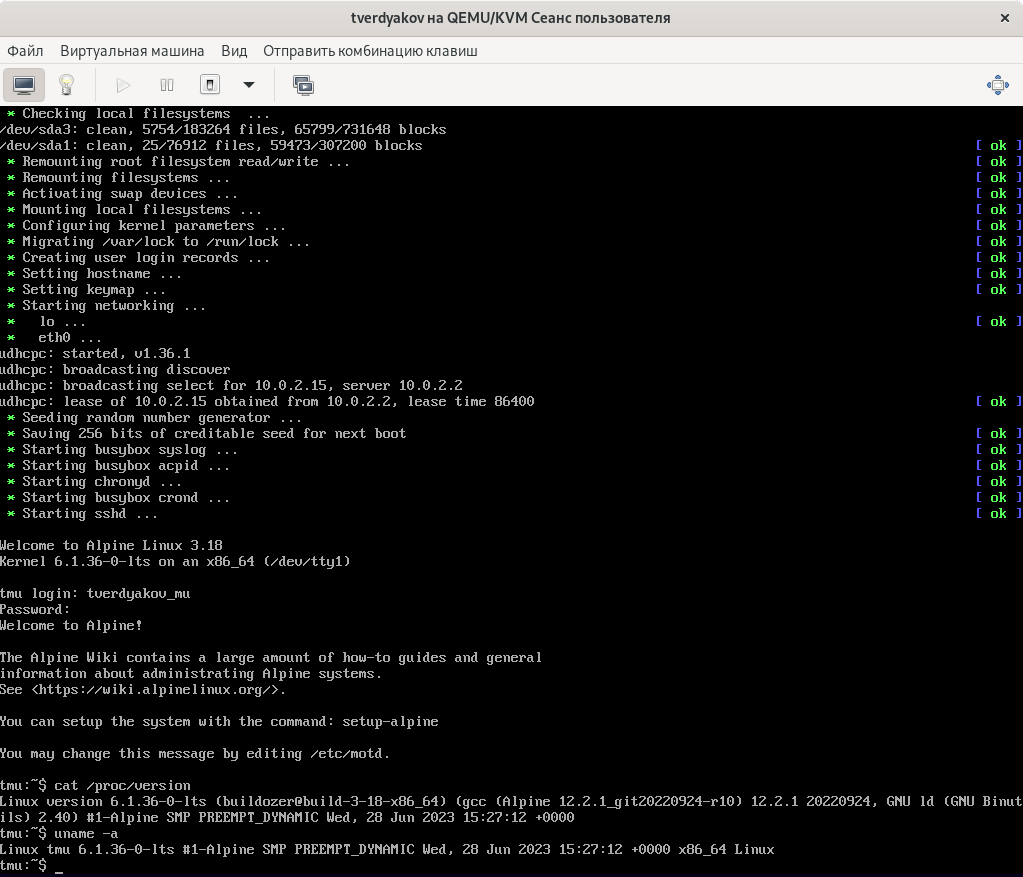 tverdyakov на QEMU/KVM Сеанс пользователя
Файл Виртуальная машина Вид Отправить комбинацию клавиш
* Checking local filesystems ...
/dev/sda3: clean, 5754/183264 files, 65799/731648 blocks
/dev/sda1: clean, 25/76912 files, 59473/307200 blocks [ ok ]
* Remounting root filesystem read/write ... [ ok ]
* Remounting filesystems ... [ ok ]
* Activating swap devices ... [ ok ]
* Mounting local filesystems ... [ ok ]
* Configuring kernel parameters ... [ ok ]
* Migrating /var/lock to /run/lock ... [ ok ]
* Creating user login records ... [ ok ]
* Setting hostname ... [ ok ]
* Setting keymap ... [ ok ]
* Starting networking ...
* lo ... [ ok ]
* eth0 ...
udhcpc: started, v1.36.1
udhcpc: broadcasting discover
udhcpc: broadcasting select for 10.0.2.15, server 10.0.2.2
udhcpc: lease of 10.0.2.15 obtained from 10.0.2.2, lease time 86400 [ ok ]
* Seeding random number generator ...
* Saving 256 bits of creditable seed for next boot [ ok ]
* Starting busybox syslog ... [ ok ]
* Starting busybox acpid ... [ ok ]
* Starting chronyd ... [ ok ]
* Starting busybox crond ... [ ok ]
* Starting sshd ... [ ok ]
Welcome to Alpine Linux 3.18
Kernel 6.1.36-0-lts on an x86_64 (/dev/tty1)
tmu login: tverdyakov_mu
Password:
Welcome to Alpine!
The Alpine Wiki contains a large amount of how-to guides and general
information about administrating Alpine systems.
See <https://wiki.alpinelinux.org/>.
You can setup the system with the command: setup-alpine
You may change this message by editing /etc/motd.
tmu:~$ cat /proc/version
Linux version 6.1.36-0-lts (buildozer@build-3-18-x86_64) (gcc (Alpine 12.2.1_git20220924-r10) 12.2.1 20220924, GNU ld (GNU Binut
ils) 2.40) #1-Alpine SMP PREEMPT_DYNAMIC Wed, 28 Jun 2023 15:27:12 +0000
tmu:~$ uname -a
Linux tmu 6.1.36-0-lts #1-Alpine SMP PREEMPT_DYNAMIC Wed, 28 Jun 2023 15:27:12 +0000 x86_64 Linux
tmu:~$ _